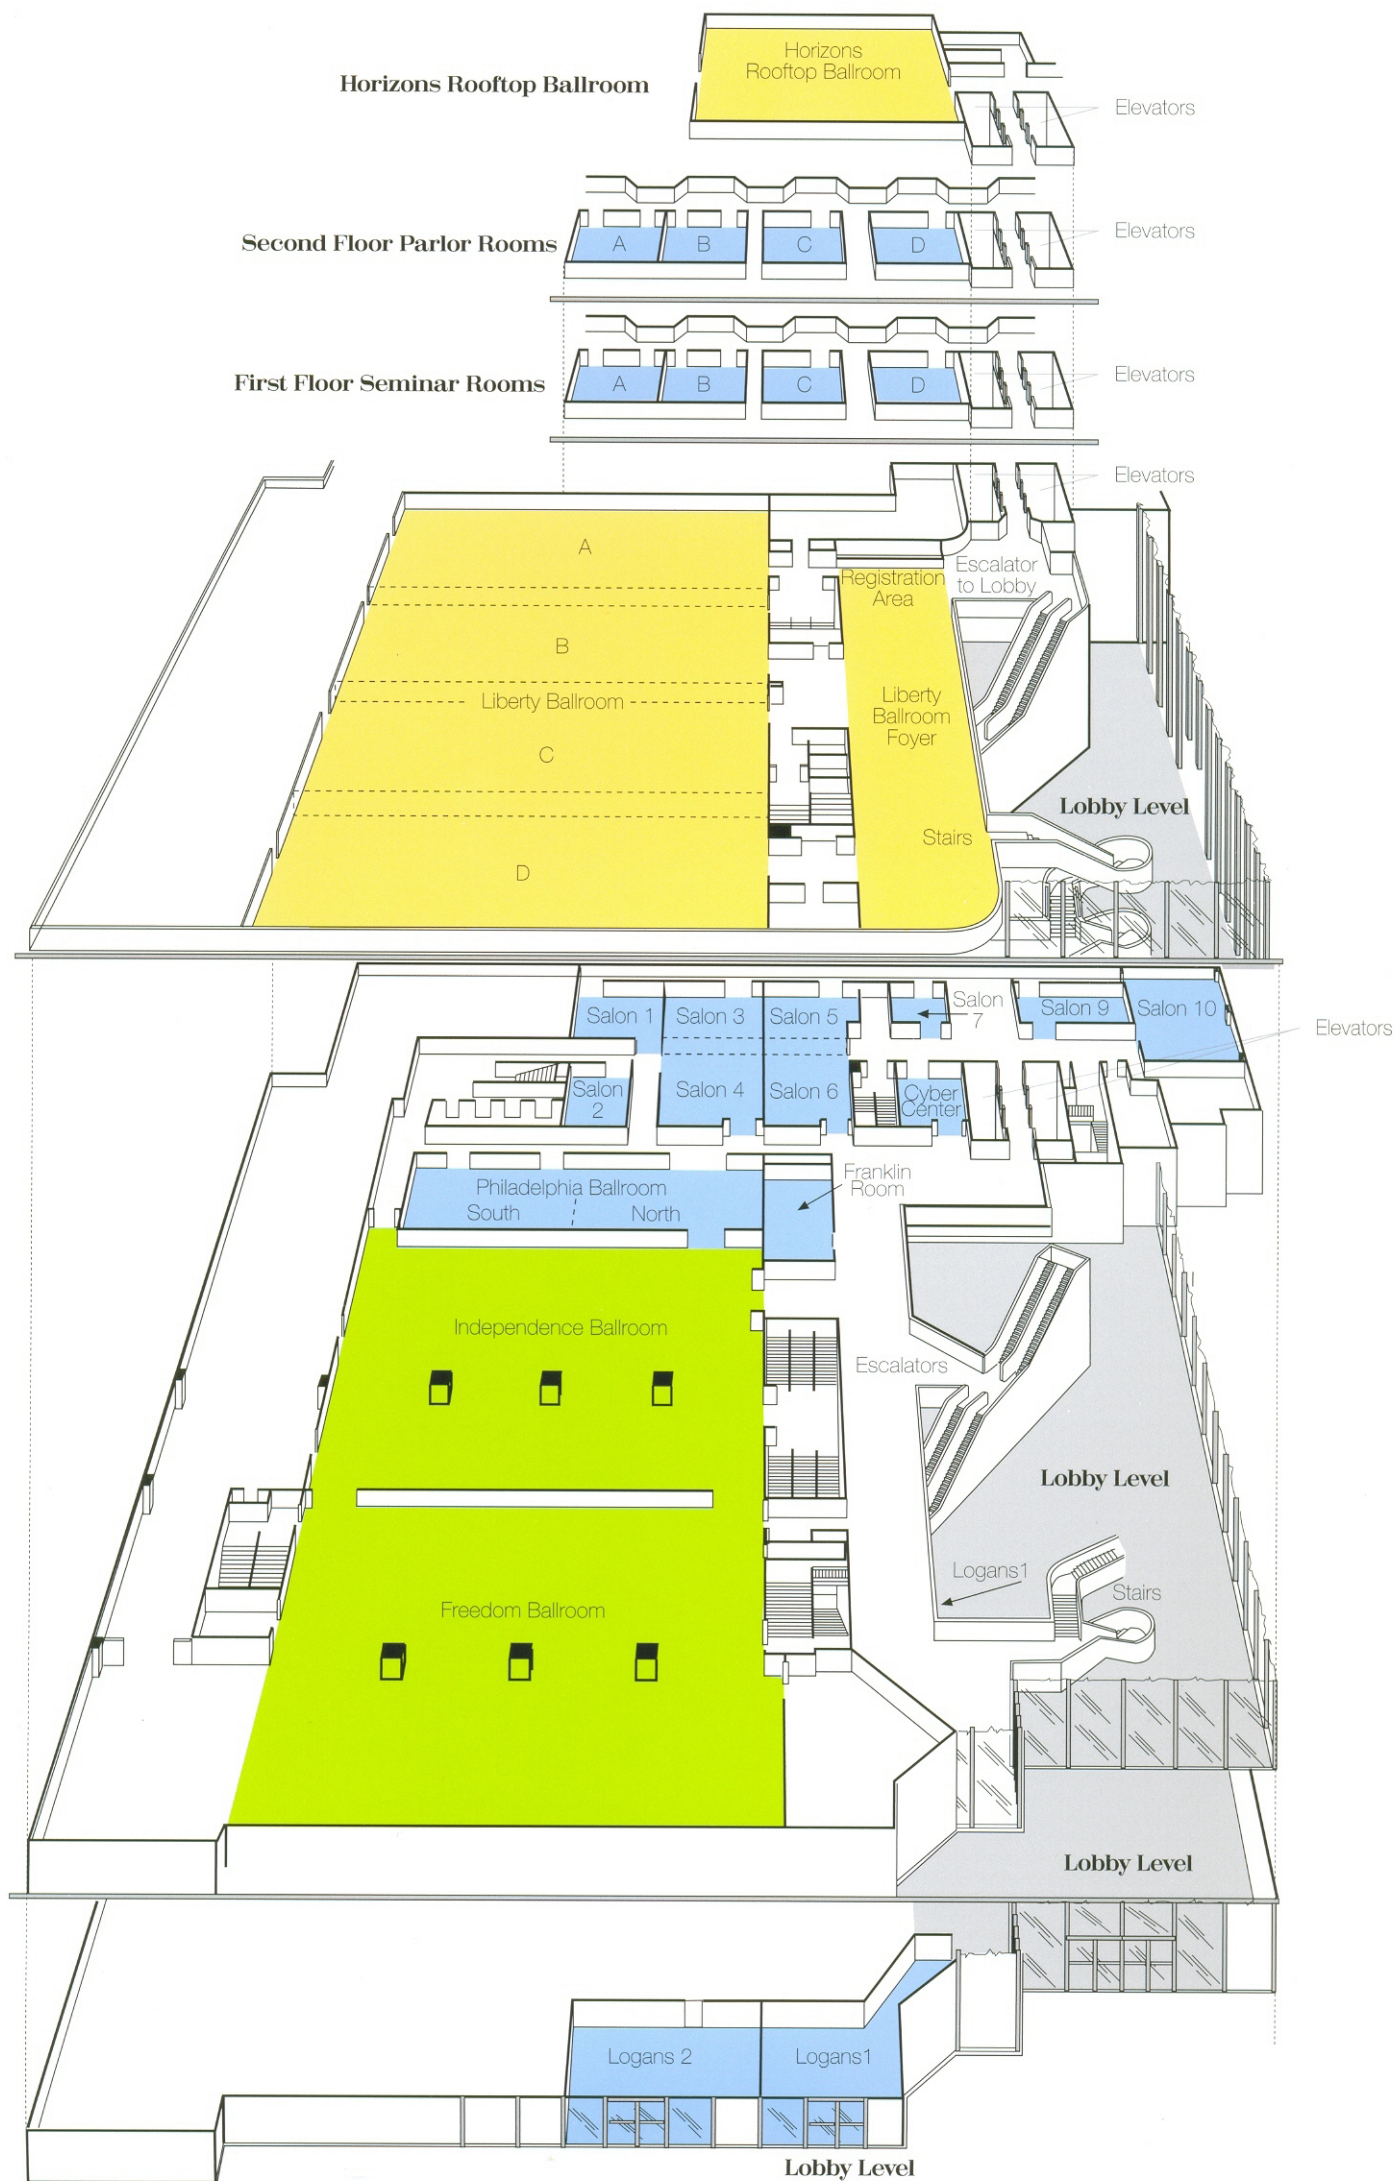 Horizons
Rooftop Ballroom
Horizons Rooftop Ballroom
Elevators
Second Floor Parlor Rooms
A
B
C
D
Elevators
First Floor Seminar Rooms
A
B
C
D
Elevators
Elevators
A
Registration
Area
Escalator
to Lobby
B
Liberty Ballroom
Liberty
Ballroom
Foyer
C
Lobby Level
Stairs
D
Salon 1
Salon 3
Salon 5
Salon
7
Salon 9
Salon 10
Elevators
Salon
2
Salon 4
Salon 6
Cyber
Center
Philadelphia Ballroom
South
North
Franklin
Room
Independence Ballroom
Escalators
Lobby Level
Logans1
Stairs
Freedom Ballroom
Lobby Level
Logans 2
Logans1
Lobby Level